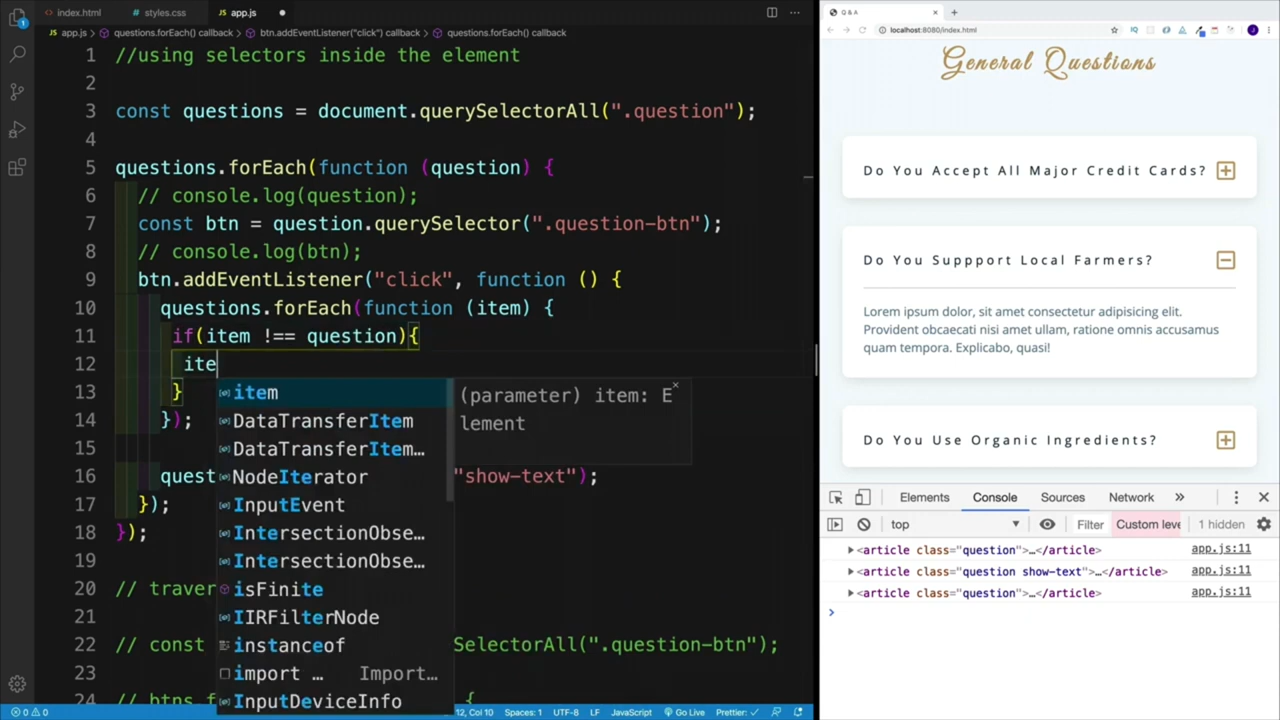 index.html
styles.css
app.js
app.js
questions.forEach() callback
btn.addEventListener("click") callback
questions.forEach() callback
1 //using selectors inside the element
2
3 const questions = document.querySelectorAll(".question");
4
5 questions.forEach(function (question) {
6 // console.log(question);
7 const btn = question.querySelector(".question-btn");
8 // console.log(btn);
9 btn.addEventListener("click", function () {
10 questions.forEach(function (item) {
11 if(item !== question){
12 ite
13 }
14 });
15
16 quest "show-text");
17 });
18 });
19
20 // traver
21
22 // const SelectorAll(".question-btn");
23
24 // btns f {
item
DataTransferItem
DataTransferItem…
NodeIterator
InputEvent
IntersectionObse…
IntersectionObse…
isFinite
IIRFilterNode
instanceof
import … Import…
InputDeviceInfo
(parameter) item: E
lement
1
0 0
12, Col 10
Spaces: 1
UTF-8
LF
JavaScript
Go Live
Prettier: ✓
Q & A
localhost:8080/index.html
J
General Questions
Do You Accept All Major Credit Cards?
Do You Suppport Local Farmers?
Lorem ipsum dolor, sit amet consectetur adipisicing elit.
Provident obcaecati nisi amet ullam, ratione omnis accusamus
quam tempora. Explicabo, quasi!
Do You Use Organic Ingredients?
Elements
Console
Sources
Network
top
Filter
Custom leve
1 hidden
<article class="question">…</article> app.js:11
<article class="question show-text">…</article> app.js:11
<article class="question">…</article> app.js:11